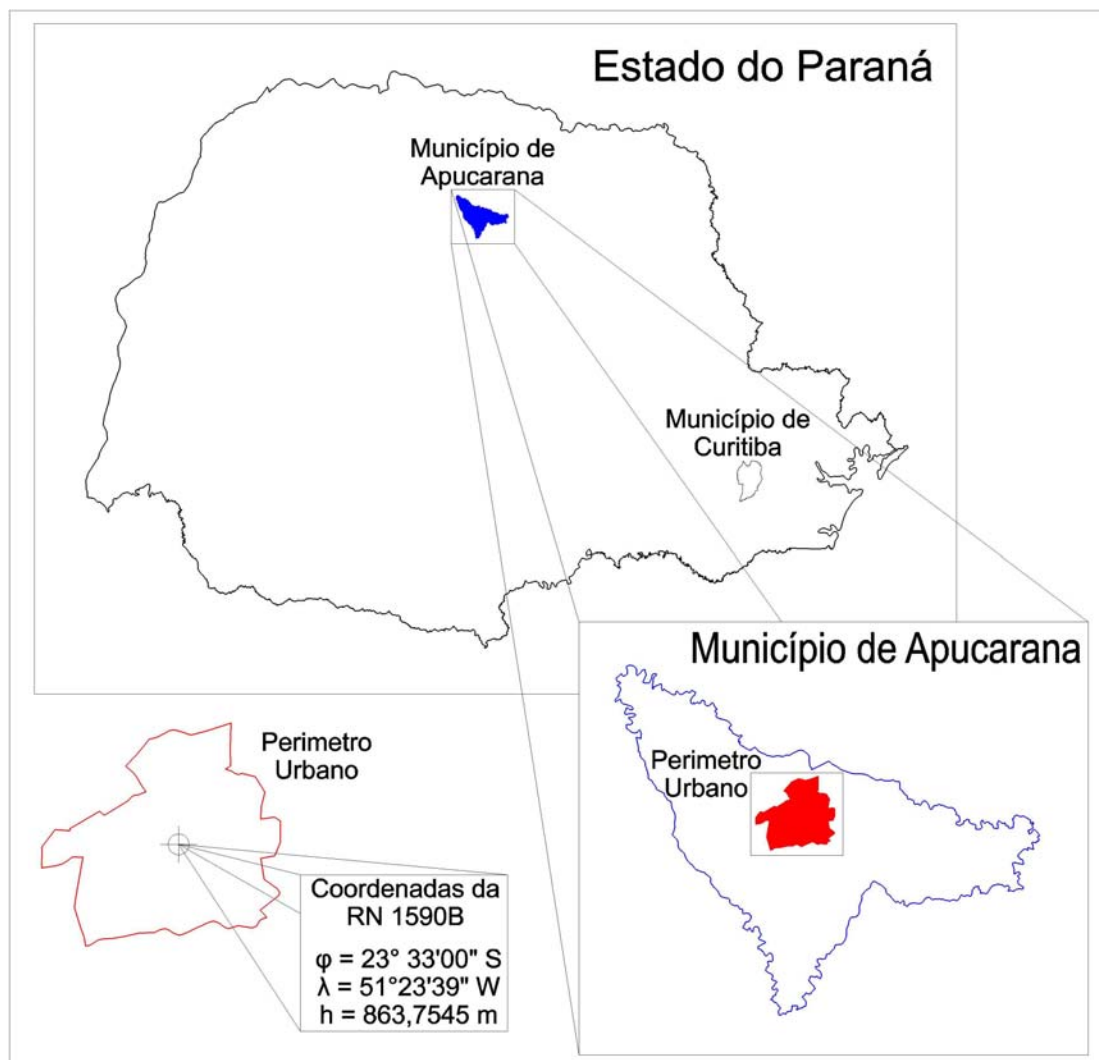 Estado do Paraná
Município de
Apucarana
Município de
Curitiba
Município de Apucarana
Perimetro
Urbano
Perimetro
Urbano
Coordenadas da
RN 1590B
φ = 23° 33'00" S
λ = 51°23'39" W
h = 863,7545 m